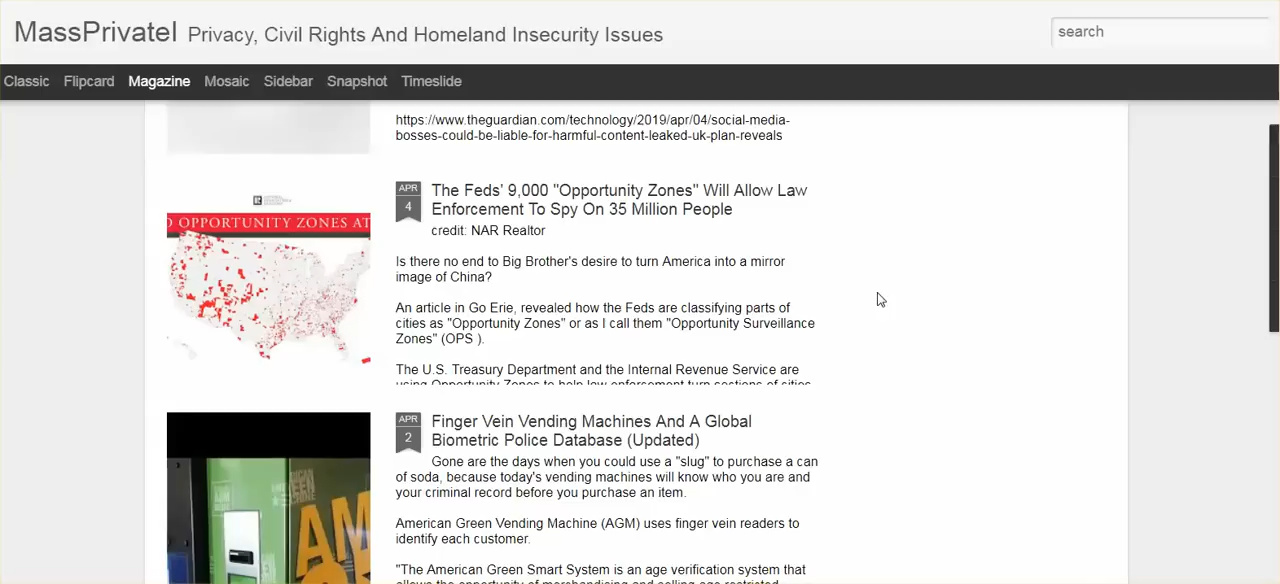 MassPrivateI Privacy, Civil Rights And Homeland Insecurity Issues
search
Classic Flipcard Magazine Mosaic Sidebar Snapshot Timeslide
https://www.theguardian.com/technology/2019/apr/04/social-media-
bosses-could-be-liable-for-harmful-content-leaked-uk-plan-reveals
OPPORTUNITY ZONES AT
APR
4
The Feds' 9,000 "Opportunity Zones" Will Allow Law
Enforcement To Spy On 35 Million People
credit: NAR Realtor
Is there no end to Big Brother's desire to turn America into a mirror
image of China?
An article in Go Erie, revealed how the Feds are classifying parts of
cities as "Opportunity Zones" or as I call them "Opportunity Surveillance
Zones" (OPS ).
The U.S. Treasury Department and the Internal Revenue Service are
using Opportunity Zones to help law enforcement turn sections of cities
APR
2
Finger Vein Vending Machines And A Global
Biometric Police Database (Updated)
Gone are the days when you could use a "slug" to purchase a can
of soda, because today's vending machines will know who you are and
your criminal record before you purchase an item.
American Green Vending Machine (AGM) uses finger vein readers to
identify each customer.
"The American Green Smart System is an age verification system that
allows the opportunity of merchandising and selling age restricted
AM